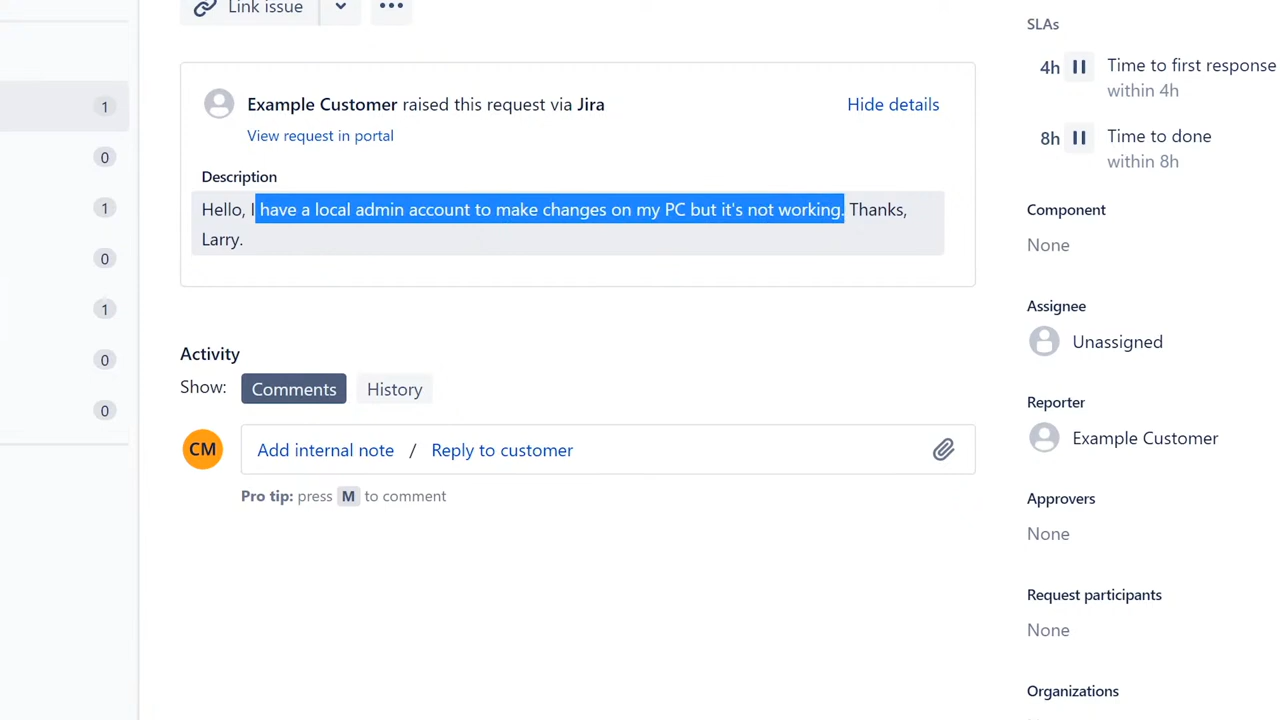 Link issue
•••
Example Customer raised this request via Jira
Hide details
View request in portal
Description
Hello, I have a local admin account to make changes on my PC but it's not working. Thanks,
Larry.
Activity
Show: Comments History
CM Add internal note / Reply to customer
Pro tip: press M to comment
1
0
1
0
1
0
0
SLAs
4h Time to first response
within 4h
8h Time to done
within 8h
Component
None
Assignee
Unassigned
Reporter
Example Customer
Approvers
None
Request participants
None
Organizations